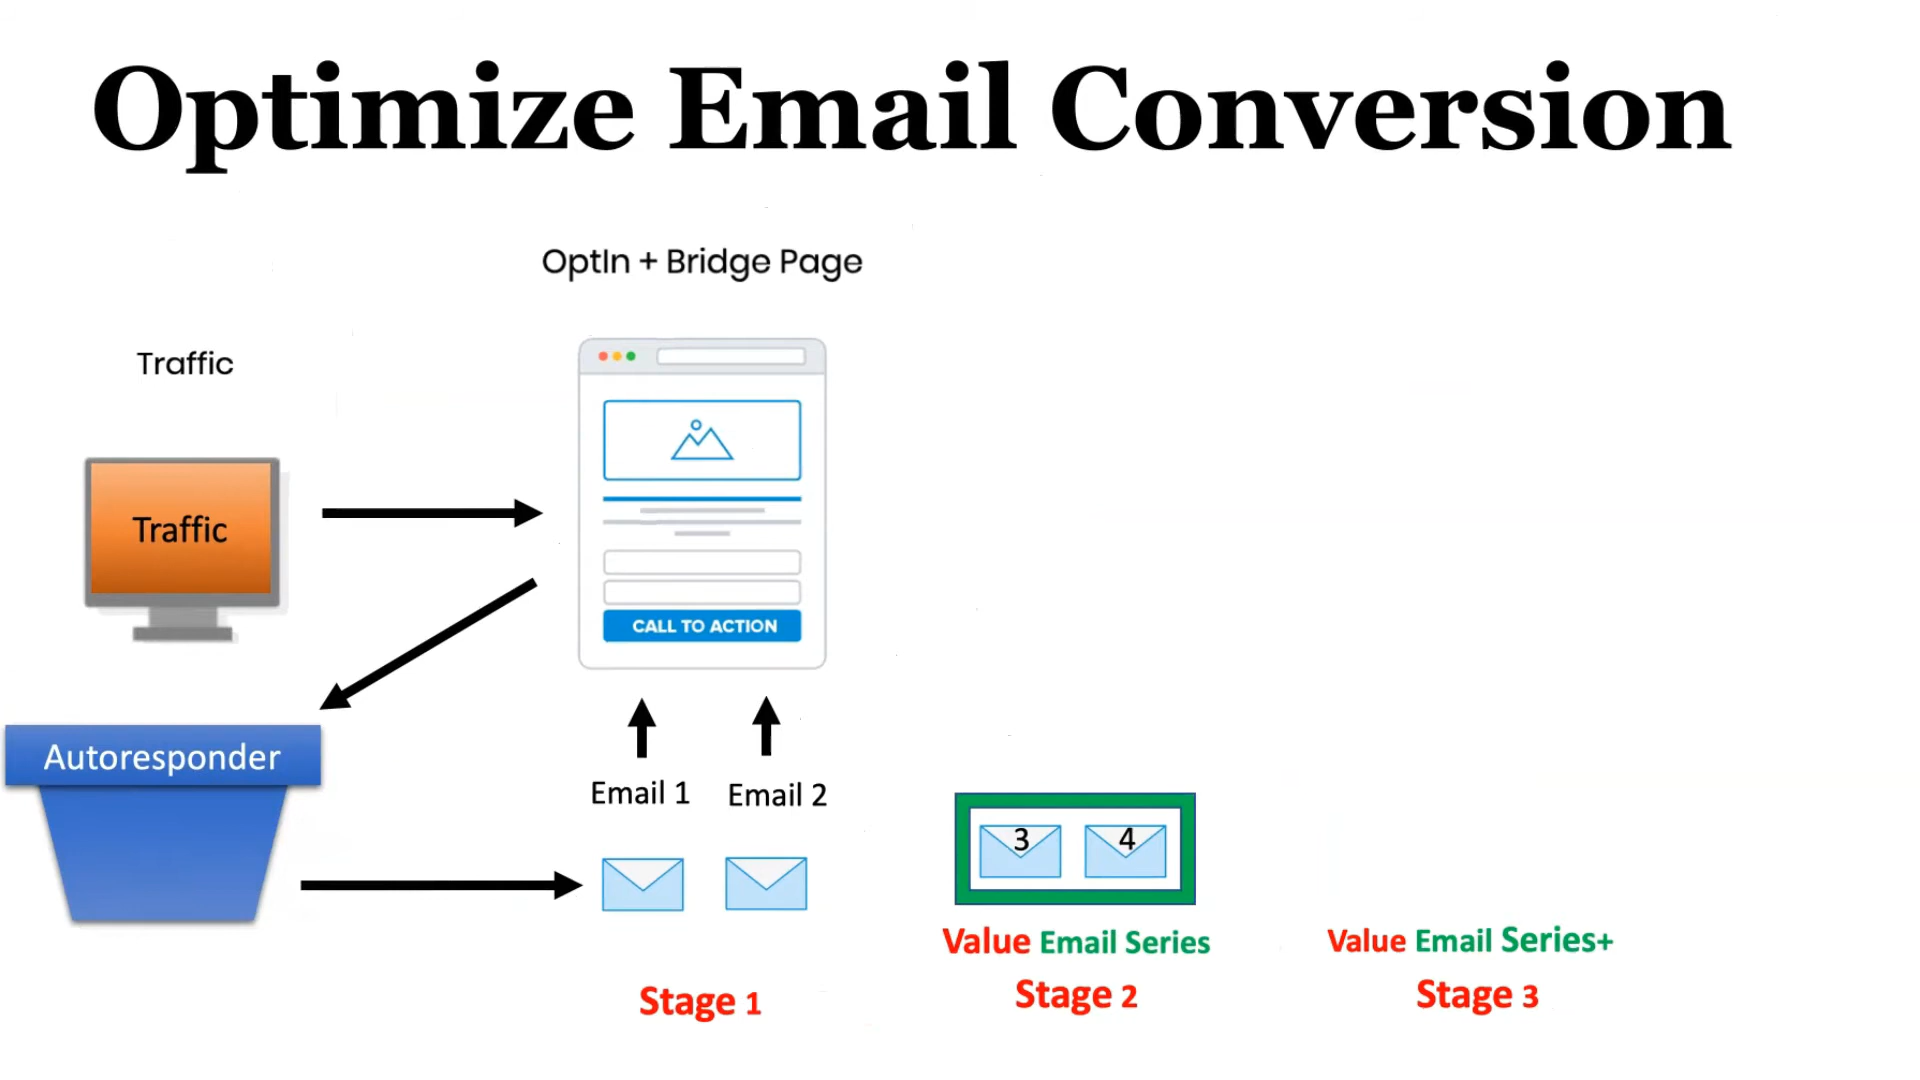 Optimize Email Conversion
OptIn + Bridge Page
Traffic
Traffic
CALL TO ACTION
Autoresponder
Email 1
Email 2
3
4
Value Email Series
Stage 1
Stage 2
Value Email Series+
Stage 3